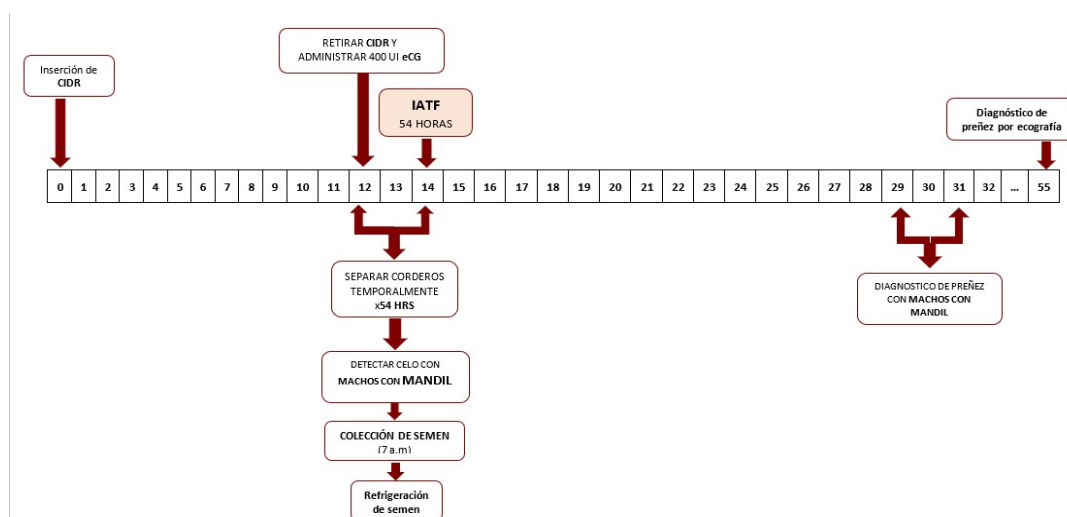 RETIRAR CIDR Y
ADMINISTRAR 400 UI eCG
Inserción de
CIDR
IATF
54 HORAS
Diagnóstico de
preñez por ecografía
0 1 2 3 4 5 6 7 8 9 10 11 12 13 14 15 16 17 18 19 20 21 22 23 24 25 26 27 28 29 30 31 32 ... 55
SEPARAR CORDEROS
TEMPORALMENTE
x54 HRS
DIAGNOSTICO DE PREÑEZ
CON MACHOS CON
MANDIL
DETECTAR CELO CON
MACHOS CON MANDIL
COLECCIÓN DE SEMEN
(7 a.m)
Refrigeración
de semen